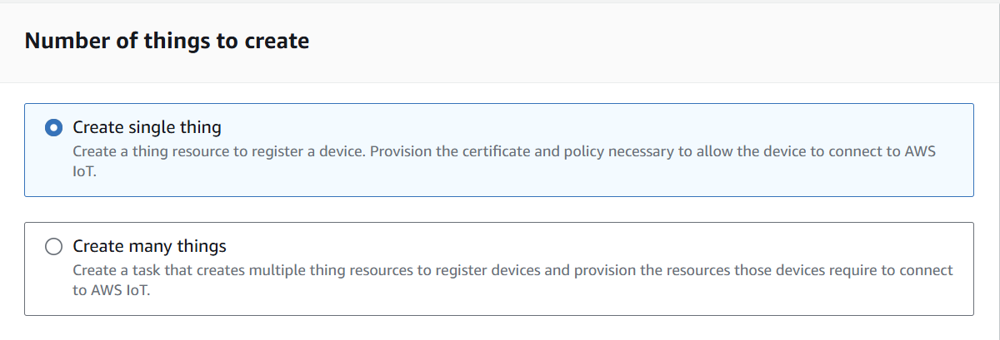 Number of things to create
Create single thing
Create a thing resource to register a device. Provision the certificate and policy necessary to allow the device to connect to AWS
IoT.
Create many things
Create a task that creates multiple thing resources to register devices and provision the resources those devices require to connect
to AWS IoT.